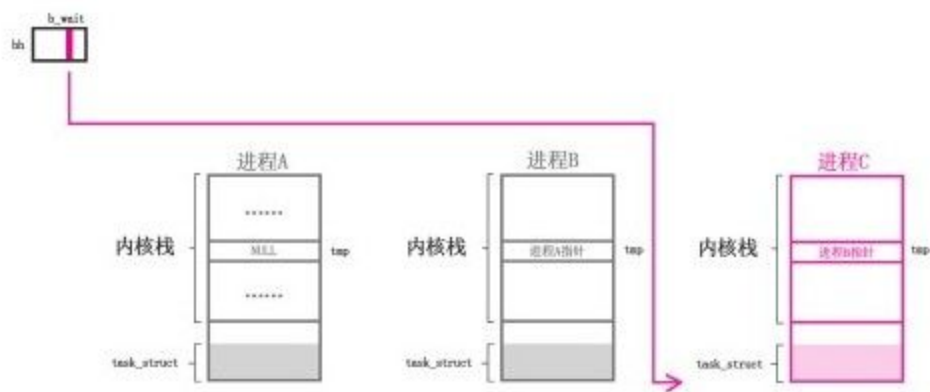 b_wait
bh
进程A
进程B
进程C
......
内核栈
NULL
tmp
内核栈
进程A指针
tmp
内核栈
进程B指针
tmp
......
task_struct
task_struct
task_struct